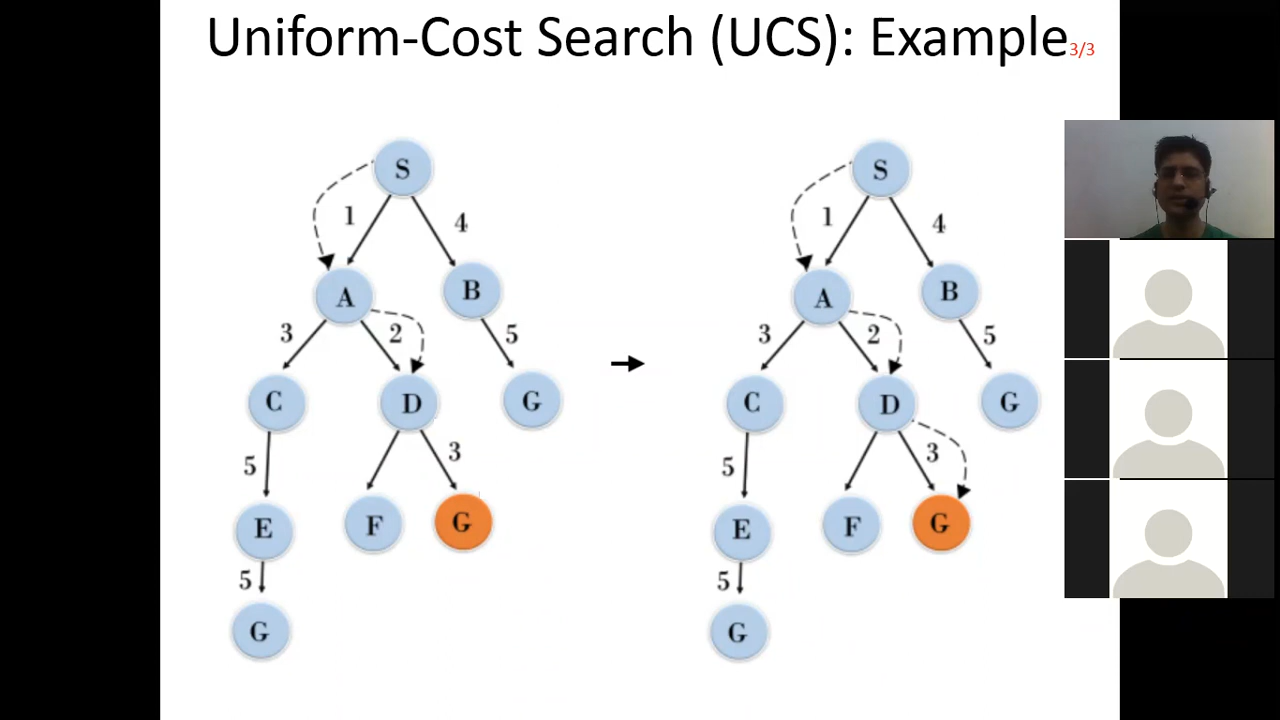 Uniform-Cost Search (UCS): Example 3/3
S S
1 4 1 4
A B A B
3 2 5 3 2 5
C D G C D G
5 3 5 3
E F G E F G
5 5
G G